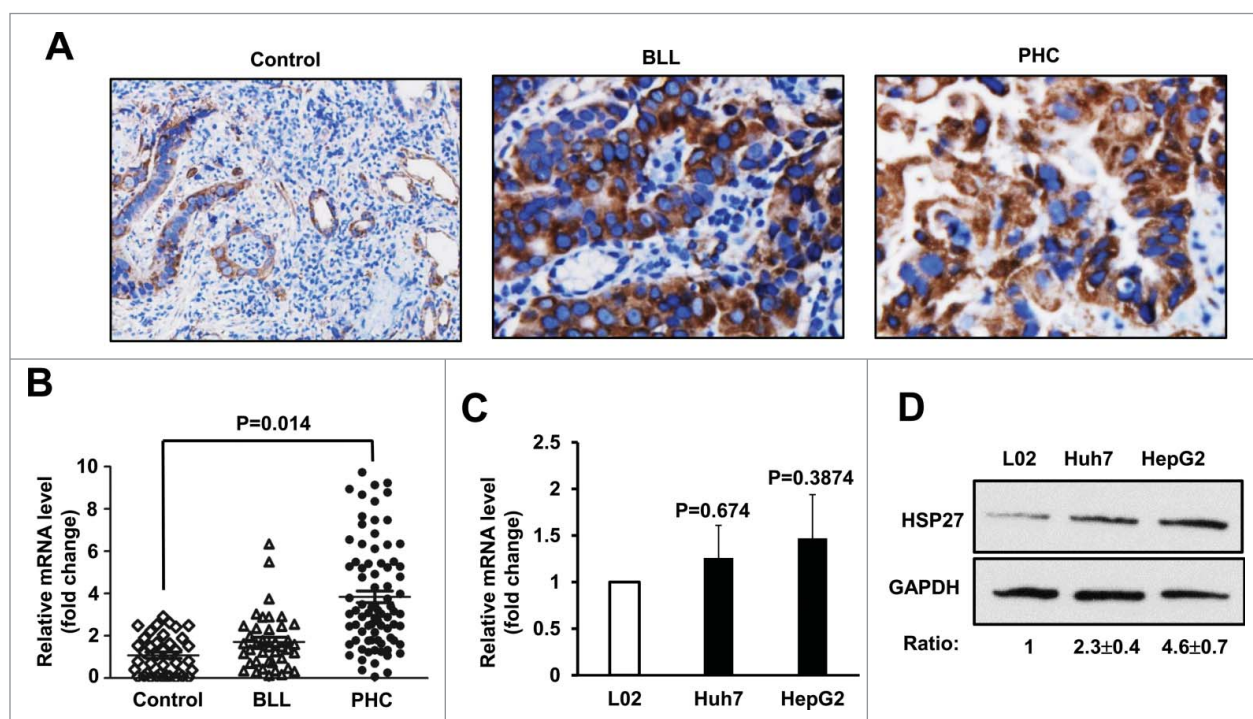 A
Control
BLL
PHC
B
P=0.014
Relative mRNA level
(fold change)
10
8
6
4
2
0
Control
BLL
PHC
C
Relative mRNA level
(fold change)
2.5
2
1.5
1
0.5
0
P=0.674
P=0.3874
L02
Huh7
HepG2
D
L02 Huh7 HepG2
HSP27
GAPDH
Ratio: 1 2.3±0.4 4.6±0.7